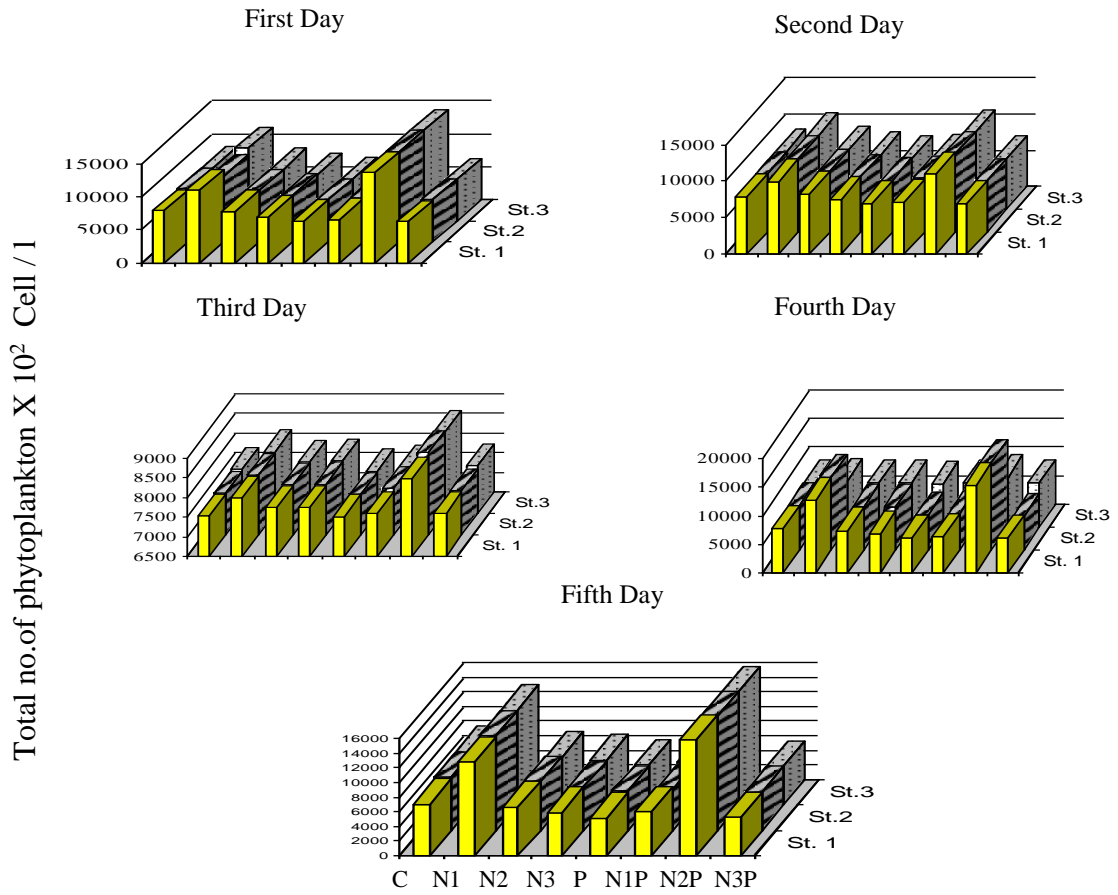 First Day
15000
10000
5000
0
St.3
St.2
St. 1
Second Day
15000
10000
5000
0
St.3
St.2
St. 1
Third Day
9000
8500
8000
7500
7000
6500
St.3
St.2
St. 1
Fourth Day
20000
15000
10000
5000
0
St.3
St.2
St. 1
Fifth Day
16000
14000
12000
10000
8000
6000
4000
2000
0
St.3
St.2
St. 1
C N1 N2 N3 P N1P N2P N3P
Total no.of phytoplankton X 10² Cell / l